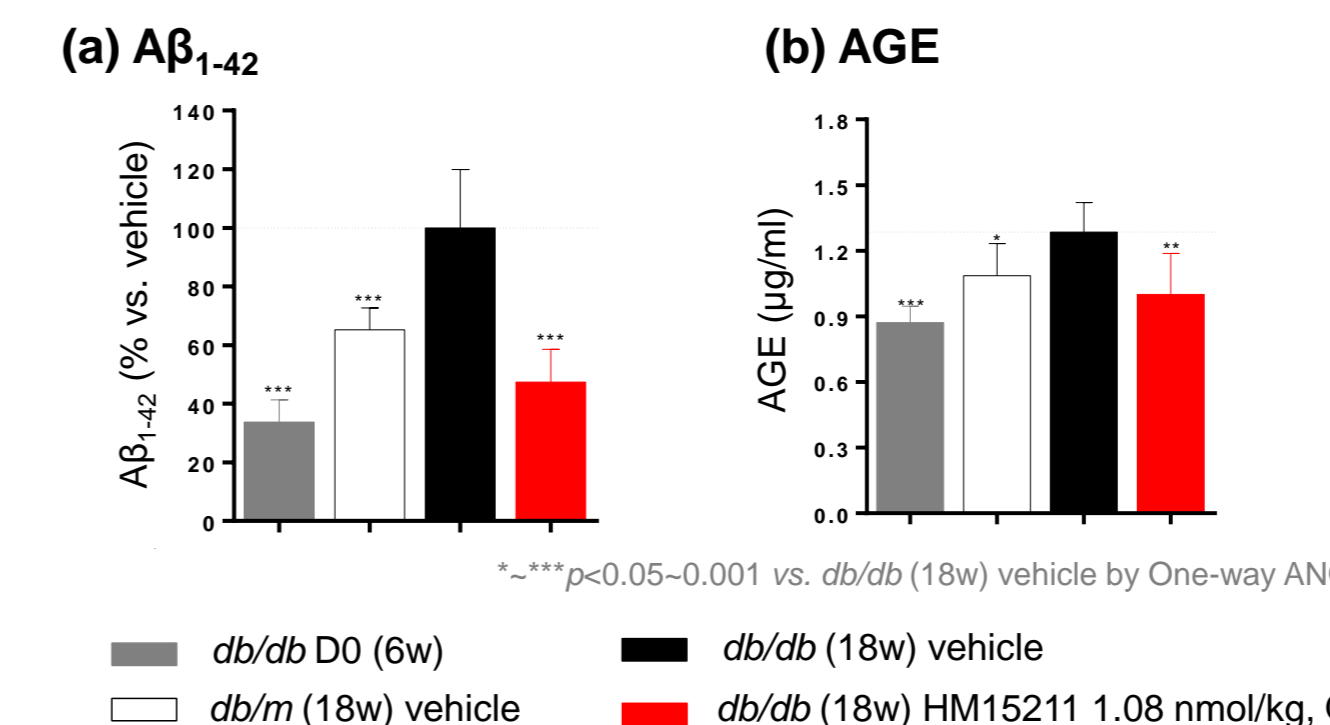 (a) Aβ1-42
(b) AGE
Aβ1-42 (% vs. vehicle)
140
120
100
80
60
40
20
0
***
***
***
AGE (µg/ml)
1.8
1.5
1.2
0.9
0.6
0.3
0.0
***
*
**
*~***p<0.05~0.001 vs. db/db (18w) vehicle by One-way
db/db D0 (6w)
db/db (18w) vehicle
db/m (18w) vehicle
db/db (18w) HM15211 1.08 nmol/kg,